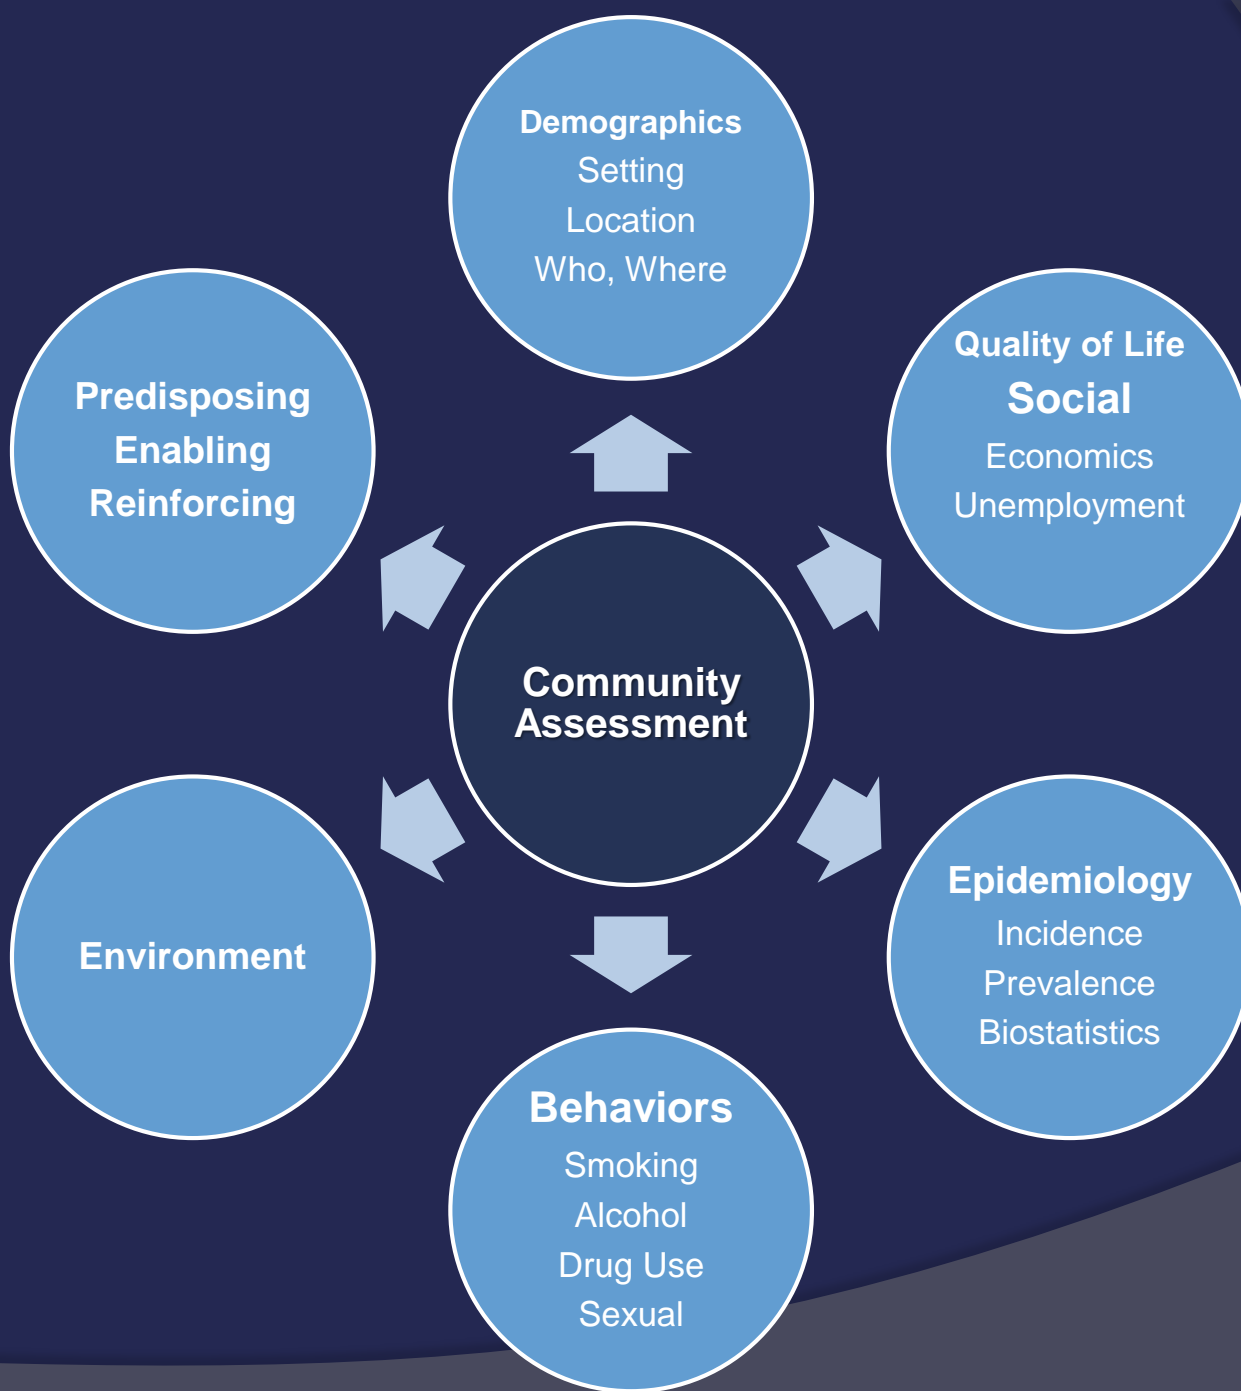 Demographics
Setting
Location
Who, Where
Quality of Life
Social
Economics
Unemployment
Epidemiology
Incidence
Prevalence
Biostatistics
Behaviors
Smoking
Alcohol
Drug Use
Sexual
Environment
Predisposing
Enabling
Reinforcing
Community
Assessment